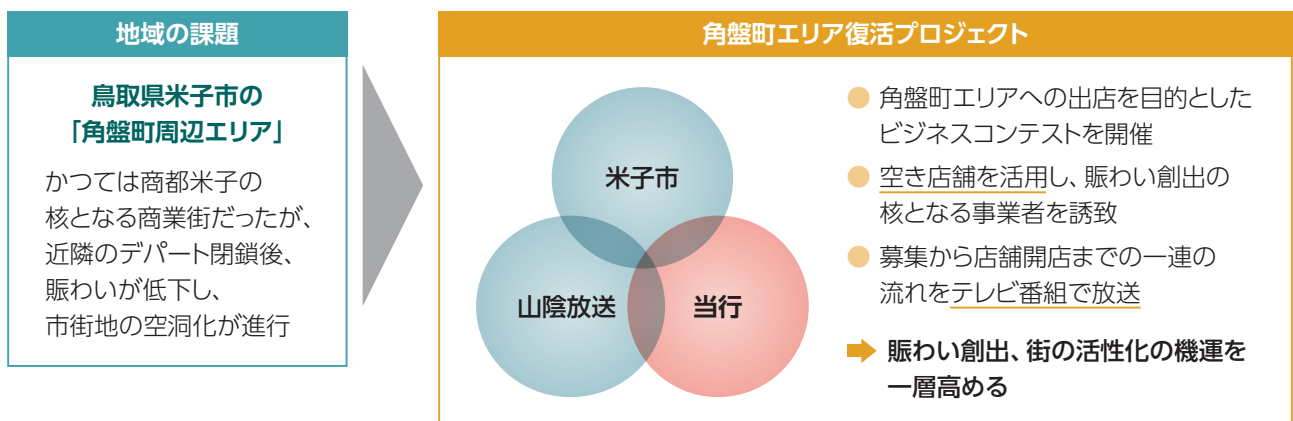 地域の課題
鳥取県米子市の
「角盤町周辺エリア」
かつては商都米子の
核となる商業街だったが、
近隣のデパート閉鎖後、
賑わいが低下し、
市街地の空洞化が進行
角盤町エリア復活プロジェクト
米子市
山陰放送
当行
● 角盤町エリアへの出店を目的とした
ビジネスコンテストを開催
● 空き店舗を活用し、賑わい創出の
核となる事業者を誘致
● 募集から店舗開店までの一連の
流れをテレビ番組で放送
賑わい創出、街の活性化の機運を
一層高める